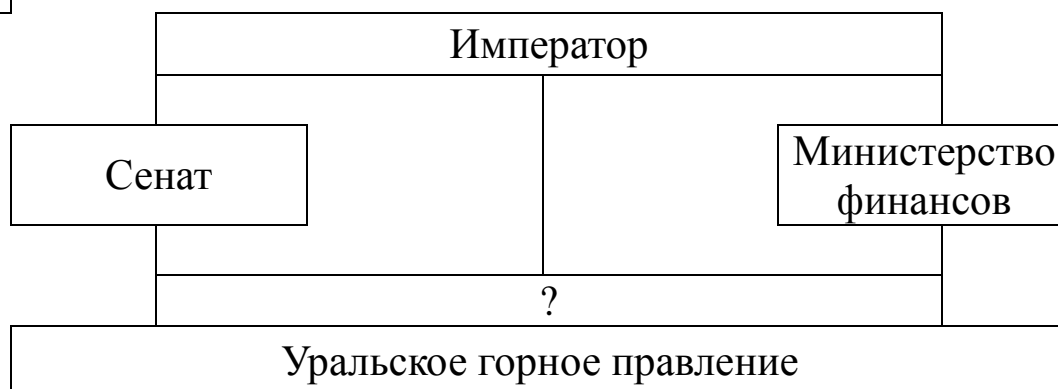 Император
Сенат
Министерство
финансов
?
Уральское горное правление